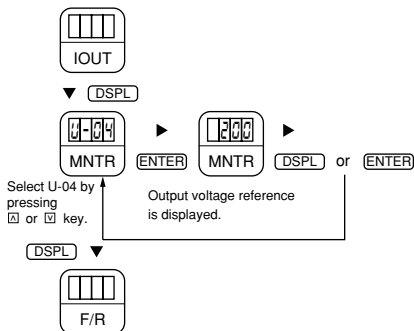 IOUT
▼ DSPL
U-04 ▶ 200 ▶
MNTR ENTER MNTR DSPL or ENTER
Select U-04 by
pressing
∧ or ∨ key.
Output voltage reference
is displayed.
DSPL ▼
F/R